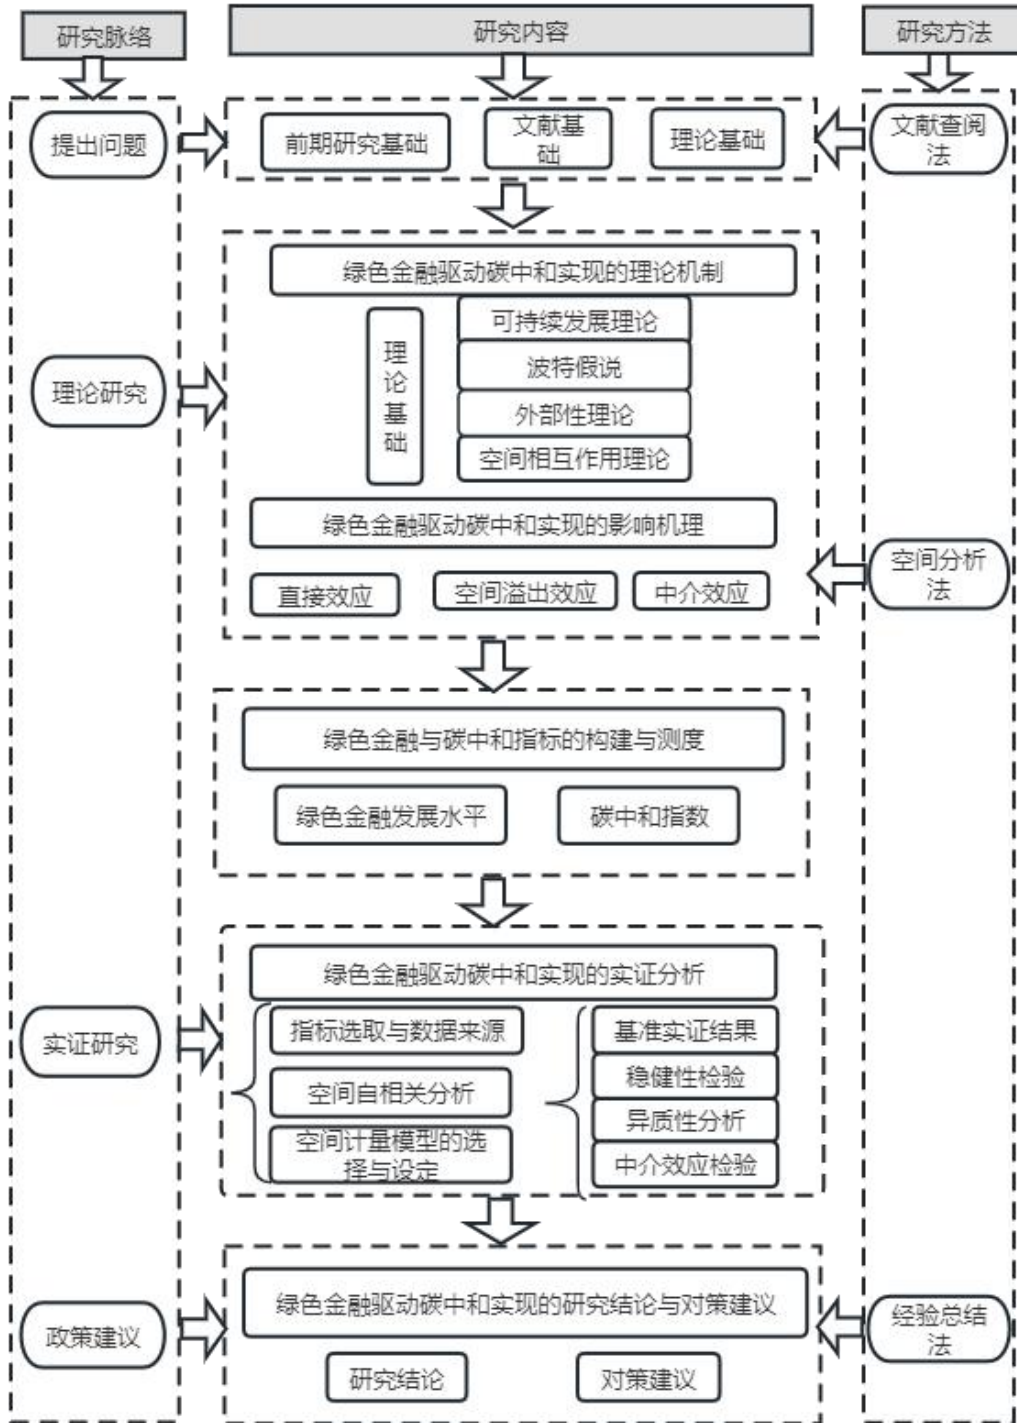 研究脉络
研究内容
研究方法
提出问题
前期研究基础
文献基
础
理论基础
文献查阅
法
绿色金融驱动碳中和实现的理论机制
理论研究
理
论
基
础
可持续发展理论
波特假说
外部性理论
空间相互作用理论
绿色金融驱动碳中和实现的影响机理
直接效应
空间溢出效应
中介效应
空间分析
法
绿色金融与碳中和指标的构建与测度
绿色金融发展水平
碳中和指数
绿色金融驱动碳中和实现的实证分析
实证研究
指标选取与数据来源
空间自相关分析
空间计量模型的选
择与设定
基准实证结果
稳健性检验
异质性分析
中介效应检验
绿色金融驱动碳中和实现的研究结论与对策建议
政策建议
研究结论
对策建议
经验总结
法